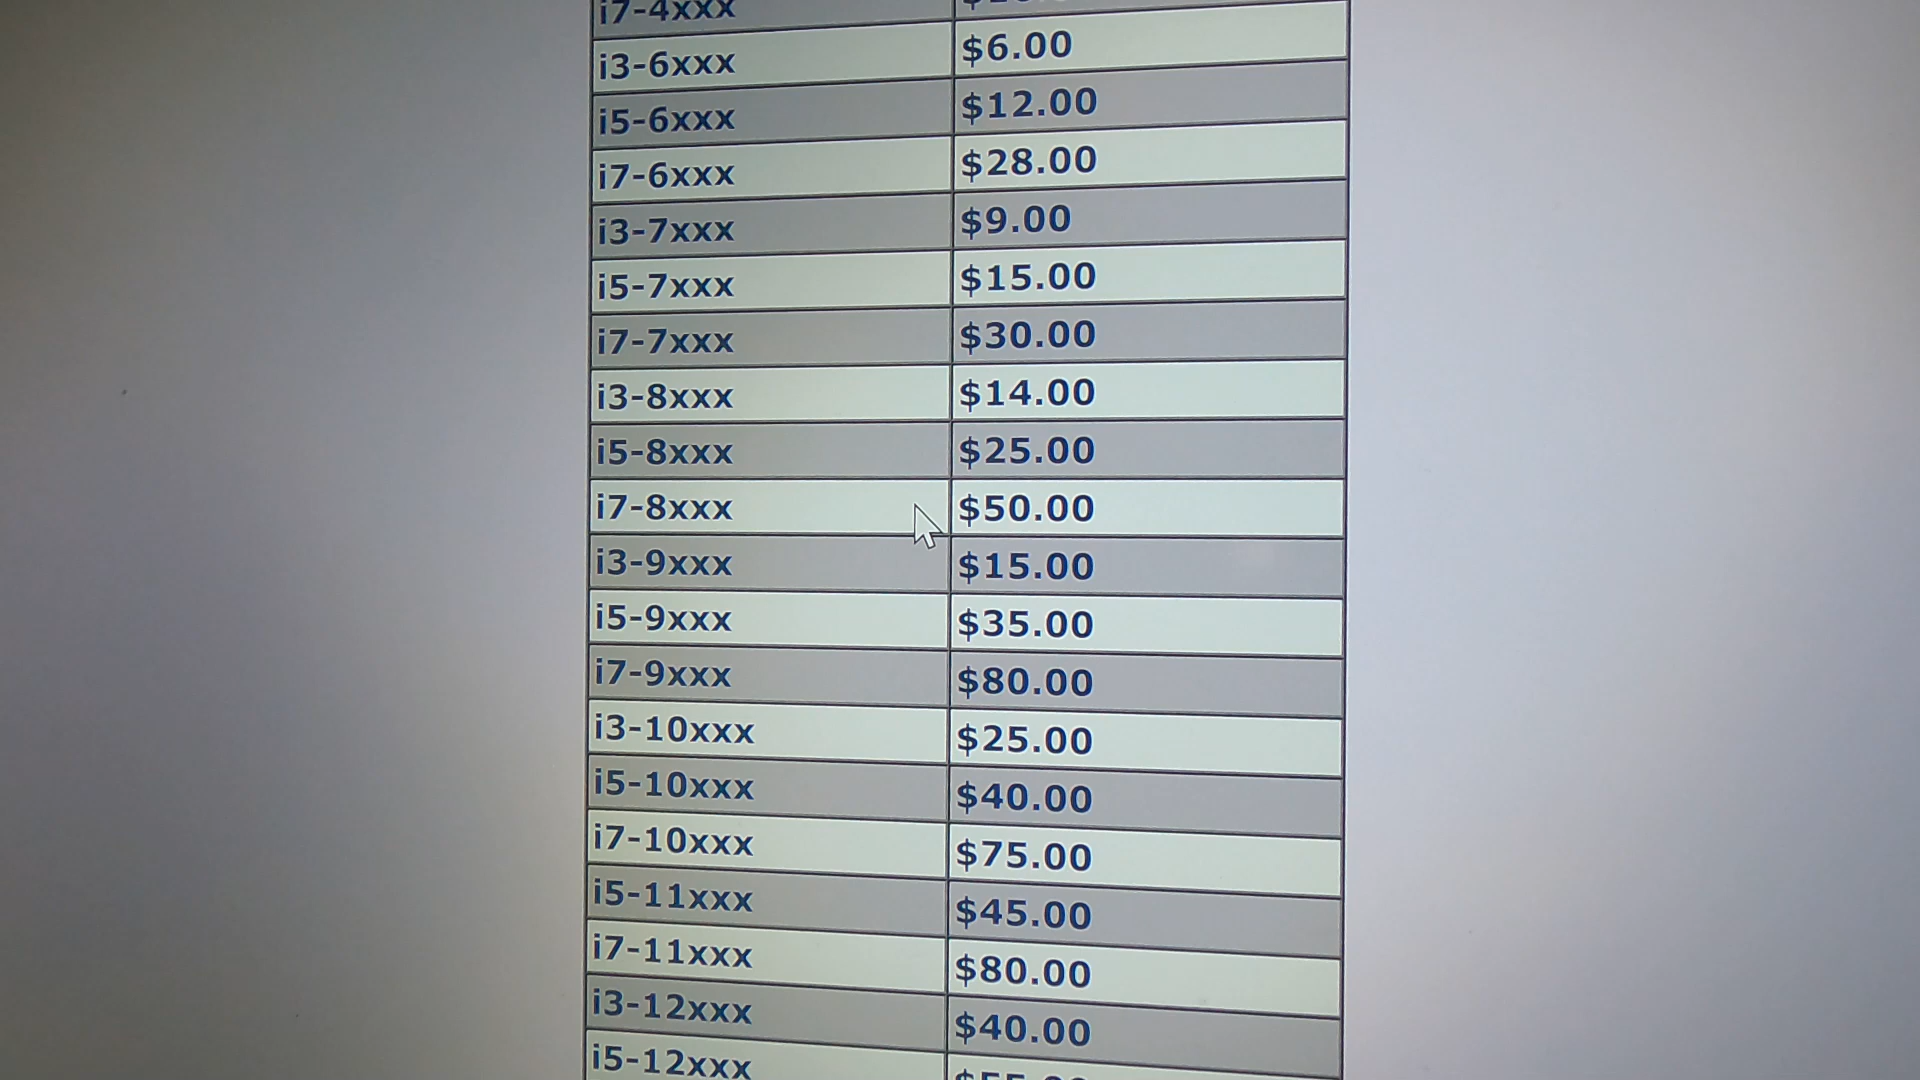 i7-4xxx
i3-6xxx $6.00
i5-6xxx $12.00
i7-6xxx $28.00
i3-7xxx $9.00
i5-7xxx $15.00
i7-7xxx $30.00
i3-8xxx $14.00
i5-8xxx $25.00
i7-8xxx $50.00
i3-9xxx $15.00
i5-9xxx $35.00
i7-9xxx $80.00
i3-10xxx $25.00
i5-10xxx $40.00
i7-10xxx $75.00
i5-11xxx $45.00
i7-11xxx $80.00
i3-12xxx $40.00
i5-12xxx